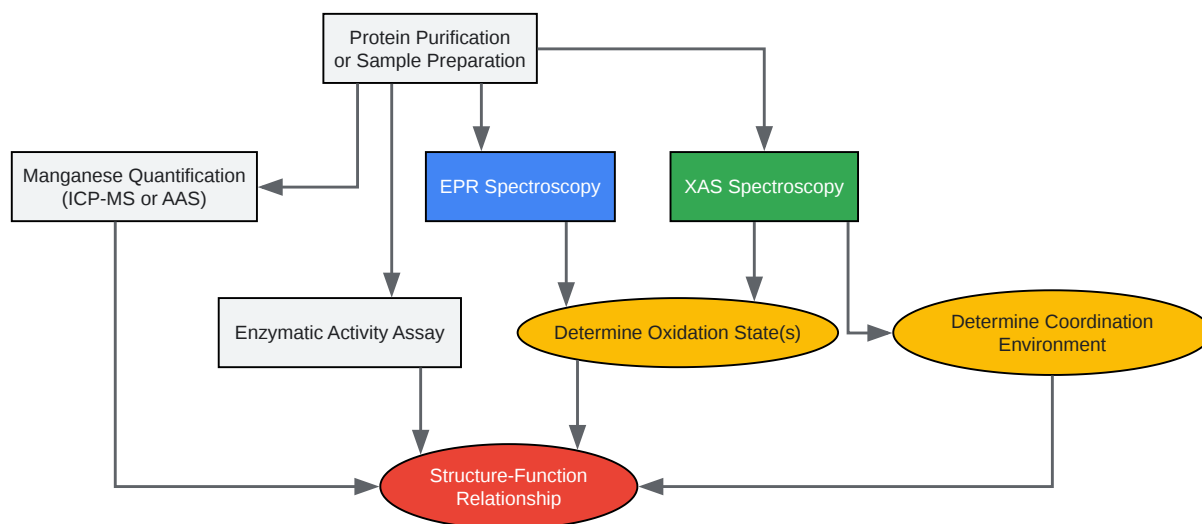 Protein Purification
or Sample Preparation
Manganese Quantification
(ICP-MS or AAS)
EPR Spectroscopy
XAS Spectroscopy
Enzymatic Activity Assay
Determine Oxidation State(s)
Determine Coordination
Environment
Structure-Function
Relationship